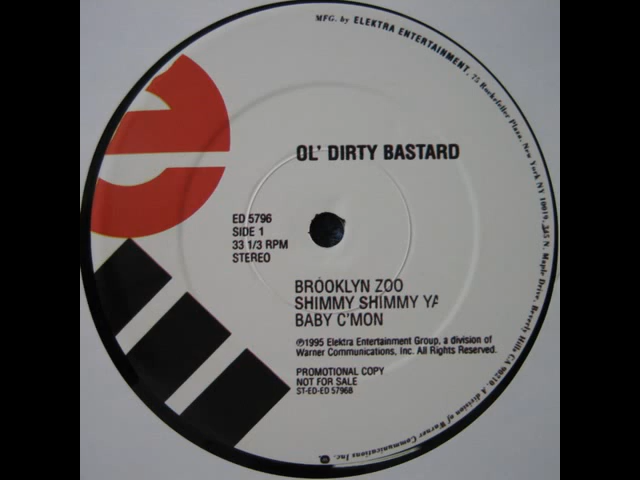 MFG. by ELEKTRA ENTERTAINMENT, 75 Rockefeller Plaza, New York NY 10019, 345 N. Maple Drive, Beverly Hills CA 90210. A division of Warner Communications Inc.
e
OL' DIRTY BASTARD
ED 5796
SIDE 1
33 1/3 RPM
STEREO
BROOKLYN ZOO
SHIMMY SHIMMY YA
BABY C'MON
℗1995 Elektra Entertainment Group, a division of
Warner Communications, Inc. All Rights Reserved.
PROMOTIONAL COPY
NOT FOR SALE
ST-ED-ED 5796B